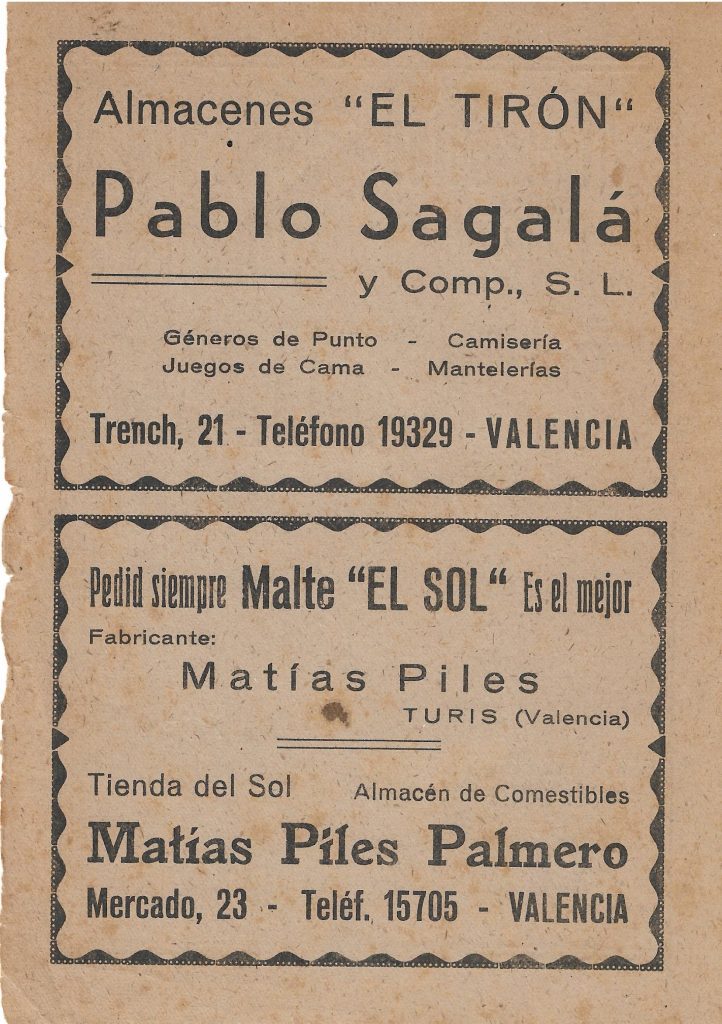 Almacenes "EL TIRÓN"
Pablo Sagalá
y Comp., S. L.
Géneros de Punto - Camisería
Juegos de Cama - Mantelerías
Trench, 21 - Teléfono 19329 - VALENCIA
Pedid siempre Malte "EL SOL" Es el mejor
Fabricante:
Matías Piles
TURIS (Valencia)
Tienda del Sol Almacén de Comestibles
Matías Piles Palmero
Mercado, 23 - Teléf. 15705 - VALENCIA